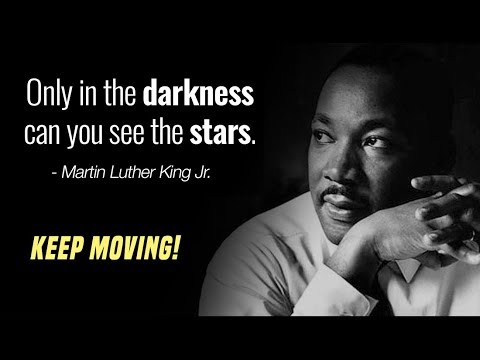 Only in the darkness
can you see the stars.
- Martin Luther King Jr.
KEEP MOVING!